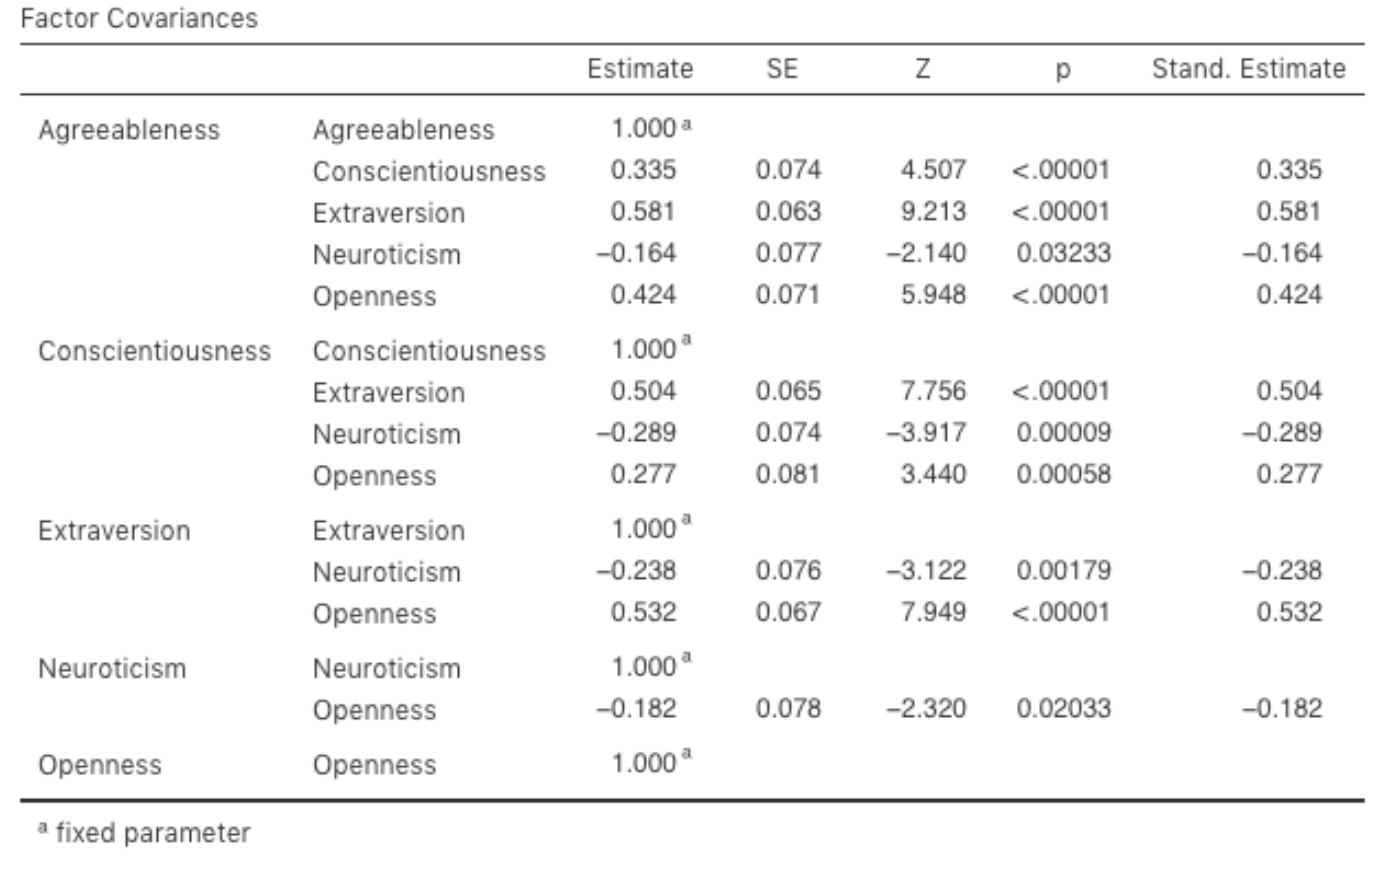 Factor Covariances
Estimate SE Z p Stand. Estimate
Agreeableness Agreeableness 1.000 ᵃ
Conscientiousness 0.335 0.074 4.507 <.00001 0.335
Extraversion 0.581 0.063 9.213 <.00001 0.581
Neuroticism –0.164 0.077 –2.140 0.03233 –0.164
Openness 0.424 0.071 5.948 <.00001 0.424
Conscientiousness Conscientiousness 1.000 ᵃ
Extraversion 0.504 0.065 7.756 <.00001 0.504
Neuroticism –0.289 0.074 –3.917 0.00009 –0.289
Openness 0.277 0.081 3.440 0.00058 0.277
Extraversion Extraversion 1.000 ᵃ
Neuroticism –0.238 0.076 –3.122 0.00179 –0.238
Openness 0.532 0.067 7.949 <.00001 0.532
Neuroticism Neuroticism 1.000 ᵃ
Openness –0.182 0.078 –2.320 0.02033 –0.182
Openness Openness 1.000 ᵃ
ᵃ fixed parameter